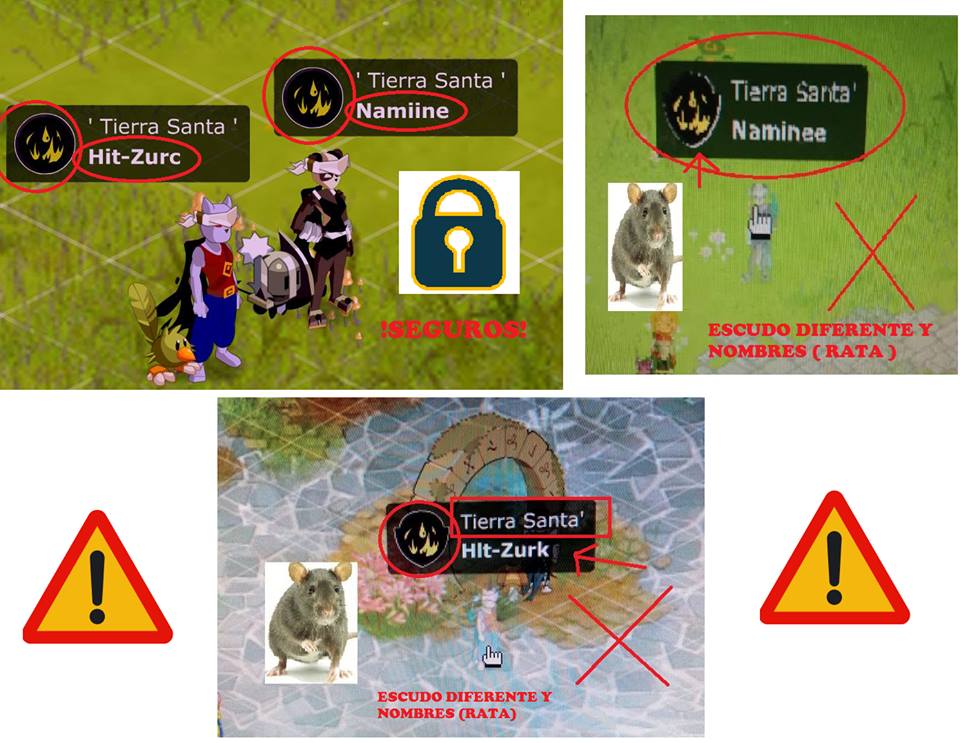 ' Tierra Santa '
Namiine
' Tierra Santa '
Hit-Zurc
!SEGUROS!
Tierra Santa'
Naminee
ESCUDO DIFERENTE Y
NOMBRES ( RATA )
Tierra Santa'
Hlt-Zurk
ESCUDO DIFERENTE Y
NOMBRES (RATA)